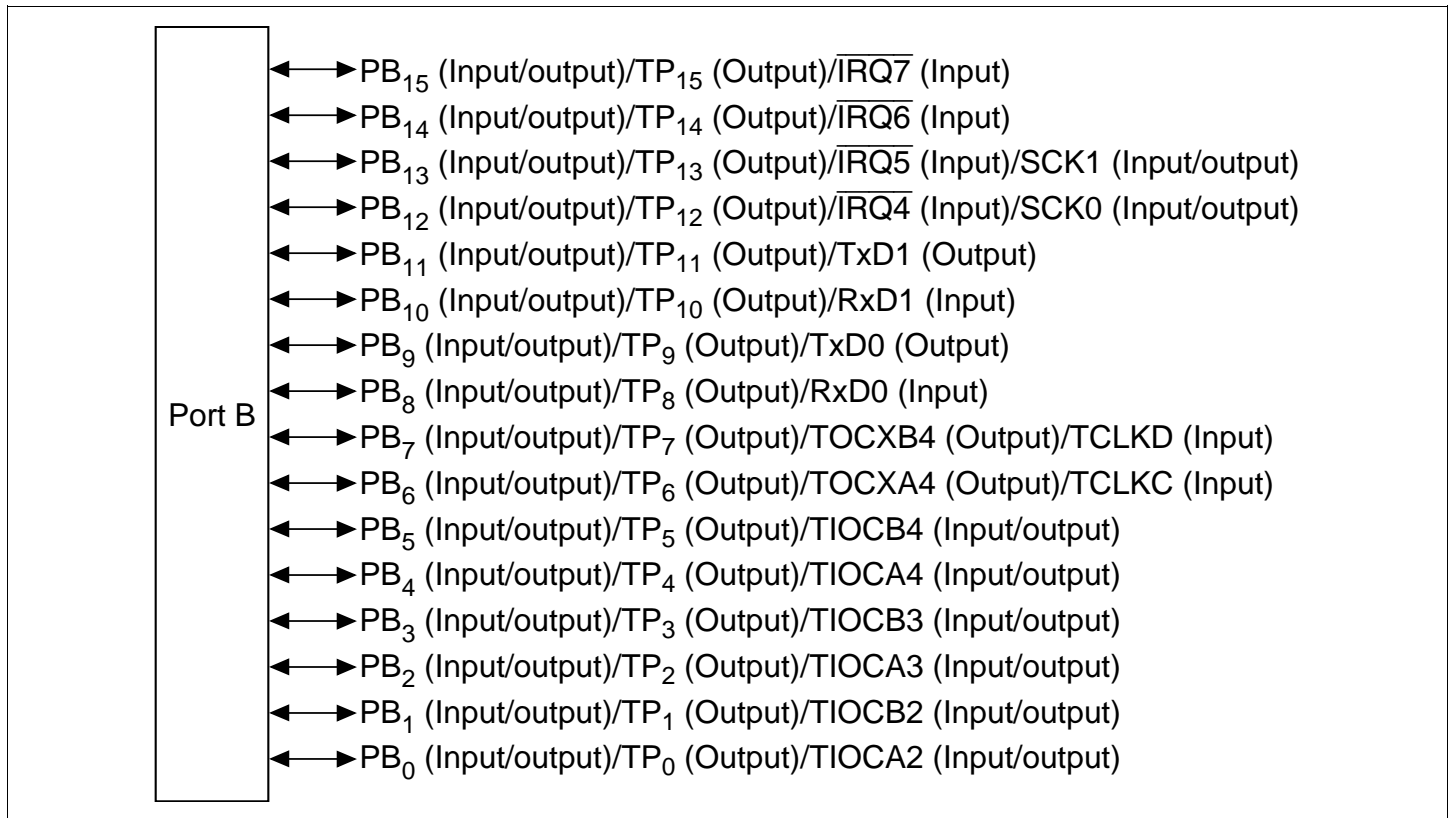 PB₁₅ (Input/output)/TP₁₅ (Output)/I̅R̅Q̅7̅ (Input)
PB₁₄ (Input/output)/TP₁₄ (Output)/I̅R̅Q̅6̅ (Input)
PB₁₃ (Input/output)/TP₁₃ (Output)/I̅R̅Q̅5̅ (Input)/SCK1 (Input/output)
PB₁₂ (Input/output)/TP₁₂ (Output)/I̅R̅Q̅4̅ (Input)/SCK0 (Input/output)
PB₁₁ (Input/output)/TP₁₁ (Output)/TxD1 (Output)
PB₁₀ (Input/output)/TP₁₀ (Output)/RxD1 (Input)
PB₉ (Input/output)/TP₉ (Output)/TxD0 (Output)
PB₈ (Input/output)/TP₈ (Output)/RxD0 (Input)
Port B
PB₇ (Input/output)/TP₇ (Output)/TOCXB4 (Output)/TCLKD (Input)
PB₆ (Input/output)/TP₆ (Output)/TOCXA4 (Output)/TCLKC (Input)
PB₅ (Input/output)/TP₅ (Output)/TIOCB4 (Input/output)
PB₄ (Input/output)/TP₄ (Output)/TIOCA4 (Input/output)
PB₃ (Input/output)/TP₃ (Output)/TIOCB3 (Input/output)
PB₂ (Input/output)/TP₂ (Output)/TIOCA3 (Input/output)
PB₁ (Input/output)/TP₁ (Output)/TIOCB2 (Input/output)
PB₀ (Input/output)/TP₀ (Output)/TIOCA2 (Input/output)